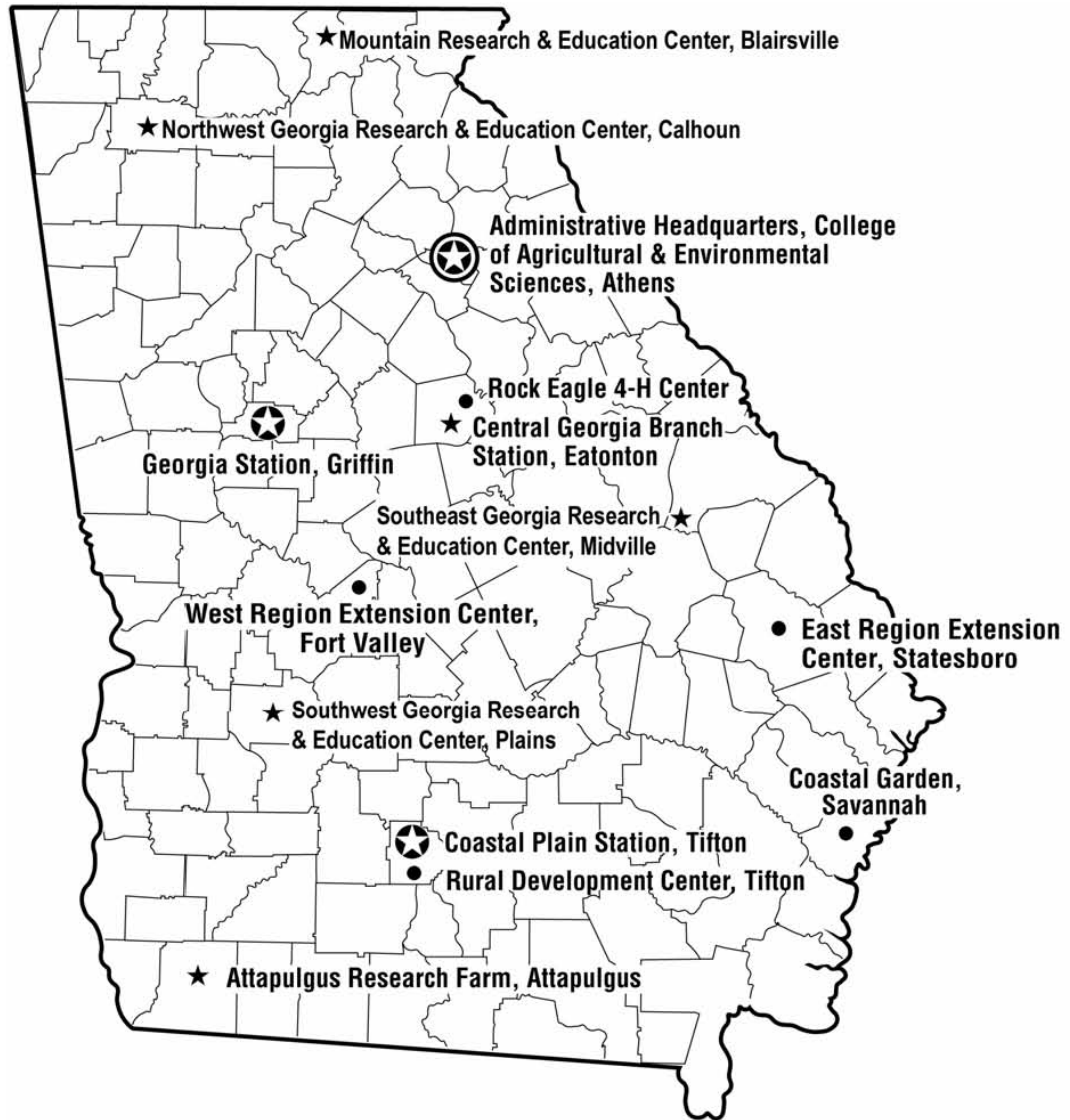 Mountain Research & Education Center, Blairsville
Northwest Georgia Research & Education Center, Calhoun
Administrative Headquarters, College
of Agricultural & Environmental
Sciences, Athens
Rock Eagle 4-H Center
Central Georgia Branch
Station, Eatonton
Georgia Station, Griffin
Southeast Georgia Research
& Education Center, Midville
West Region Extension Center,
Fort Valley
East Region Extension
Center, Statesboro
Southwest Georgia Research
& Education Center, Plains
Coastal Garden,
Savannah
Coastal Plain Station, Tifton
Rural Development Center, Tifton
Attapulgus Research Farm, Attapulgus